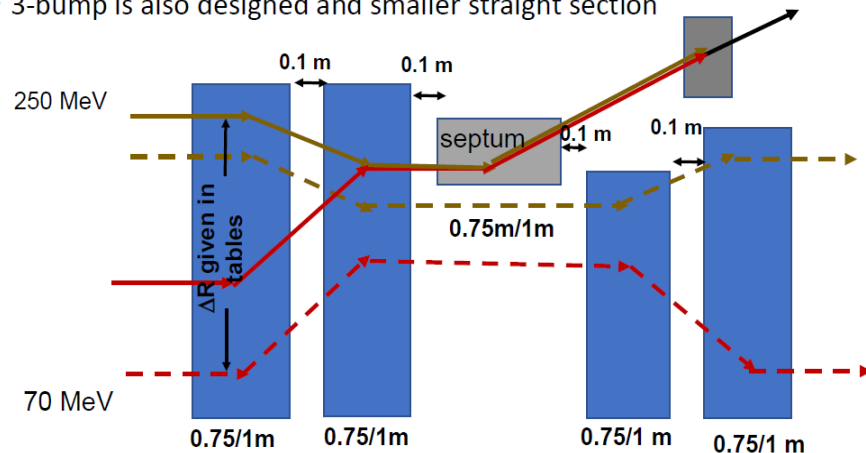 3-bump is also designed and smaller straight section
0.1 m
0.1 m
250 MeV
septum
0.1 m
0.1 m
ΔR given in
tables
0.75m/1m
70 MeV
0.75/1m
0.75/1m
0.75/1 m
0.75/1 m